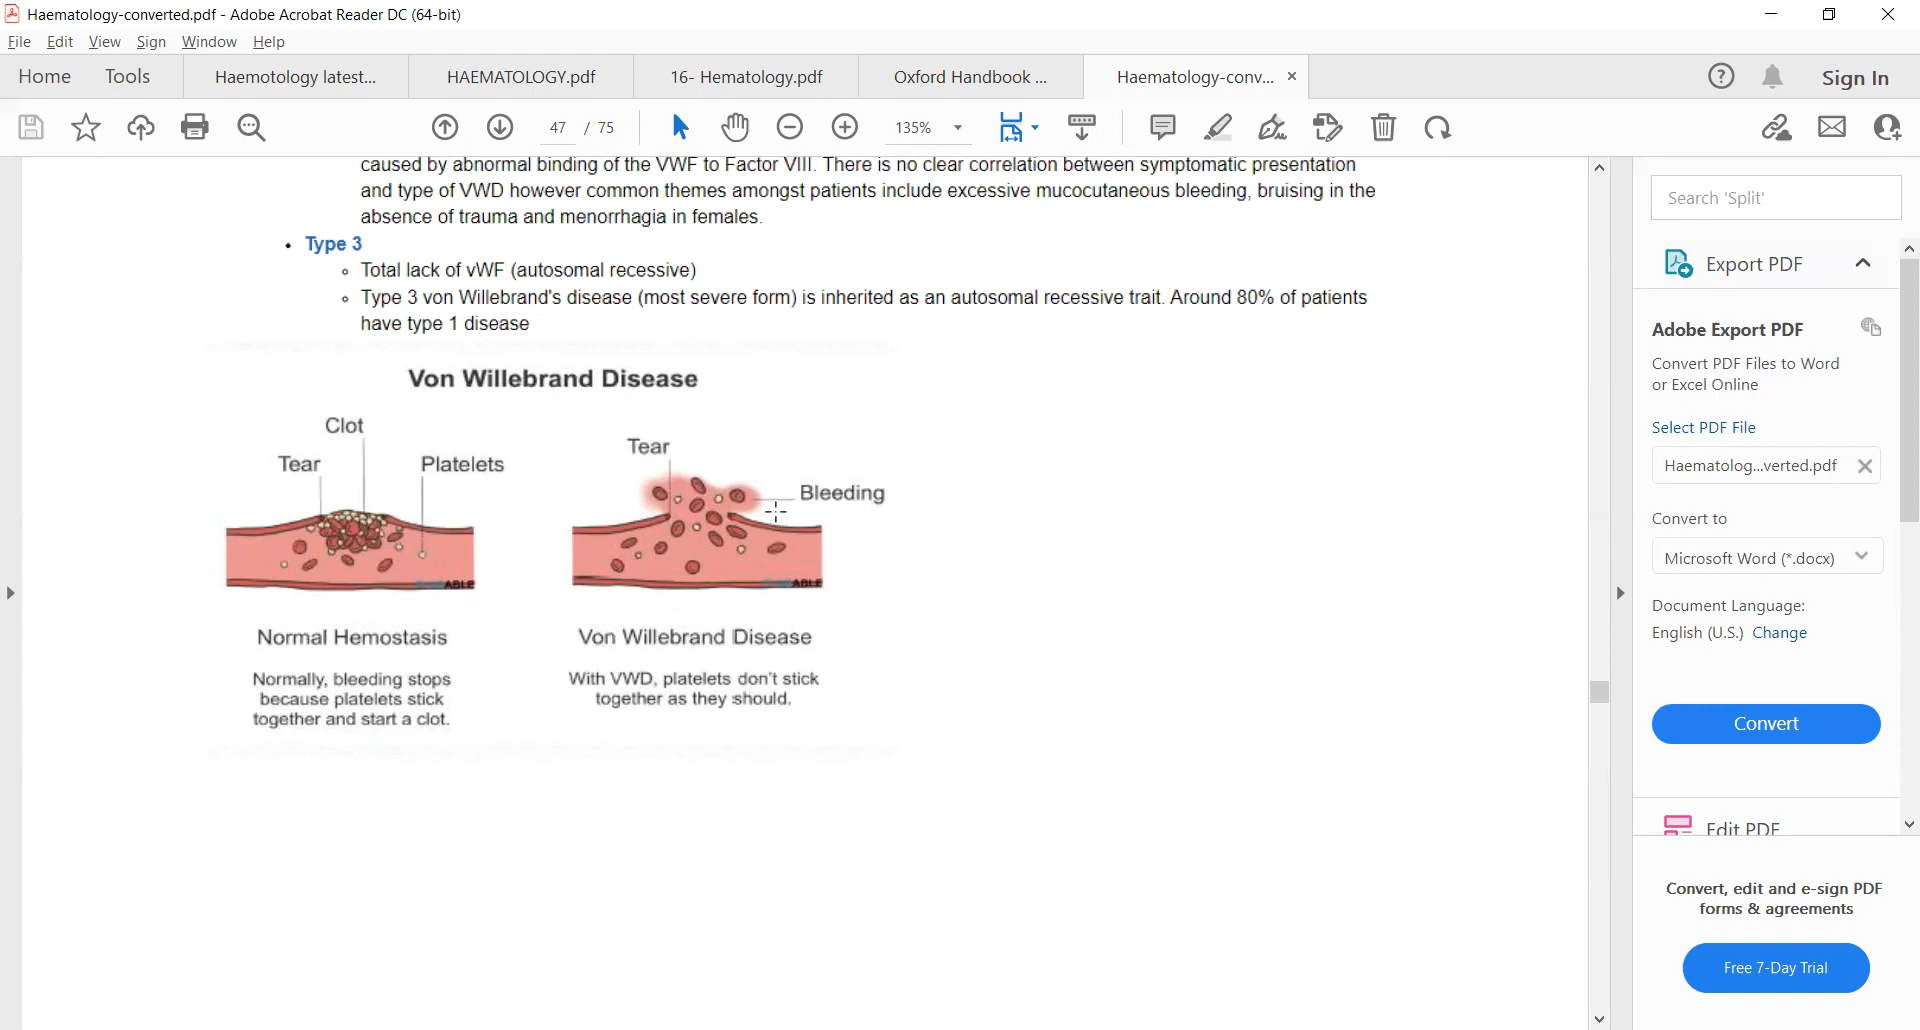 Haematology-converted.pdf - Adobe Acrobat Reader DC (64-bit)
File Edit View Sign Window Help
Home Tools Haemotology latest... HAEMATOLOGY.pdf 16- Hematology.pdf Oxford Handbook ... Haematology-conv... Sign In
47 / 75 135%
caused by abnormal binding of the VWF to Factor VIII. There is no clear correlation between symptomatic presentation
and type of VWD however common themes amongst patients include excessive mucocutaneous bleeding, bruising in the
absence of trauma and menorrhagia in females.
• Type 3
Total lack of vWF (autosomal recessive)
Type 3 von Willebrand's disease (most severe form) is inherited as an autosomal recessive trait. Around 80% of patients
have type 1 disease
Von Willebrand Disease
Clot
Tear
Platelets
Tear
Bleeding
ABLE
ABLE
Normal Hemostasis
Normally, bleeding stops
because platelets stick
together and start a clot.
Von Willebrand Disease
With VWD, platelets don't stick
together as they should.
Search 'Split'
Export PDF
Adobe Export PDF
Convert PDF Files to Word
or Excel Online
Select PDF File
Haematolog...verted.pdf
Convert to
Microsoft Word (*.docx)
Document Language:
English (U.S.) Change
Convert
Edit PDF
Convert, edit and e-sign PDF
forms & agreements
Free 7-Day Trial